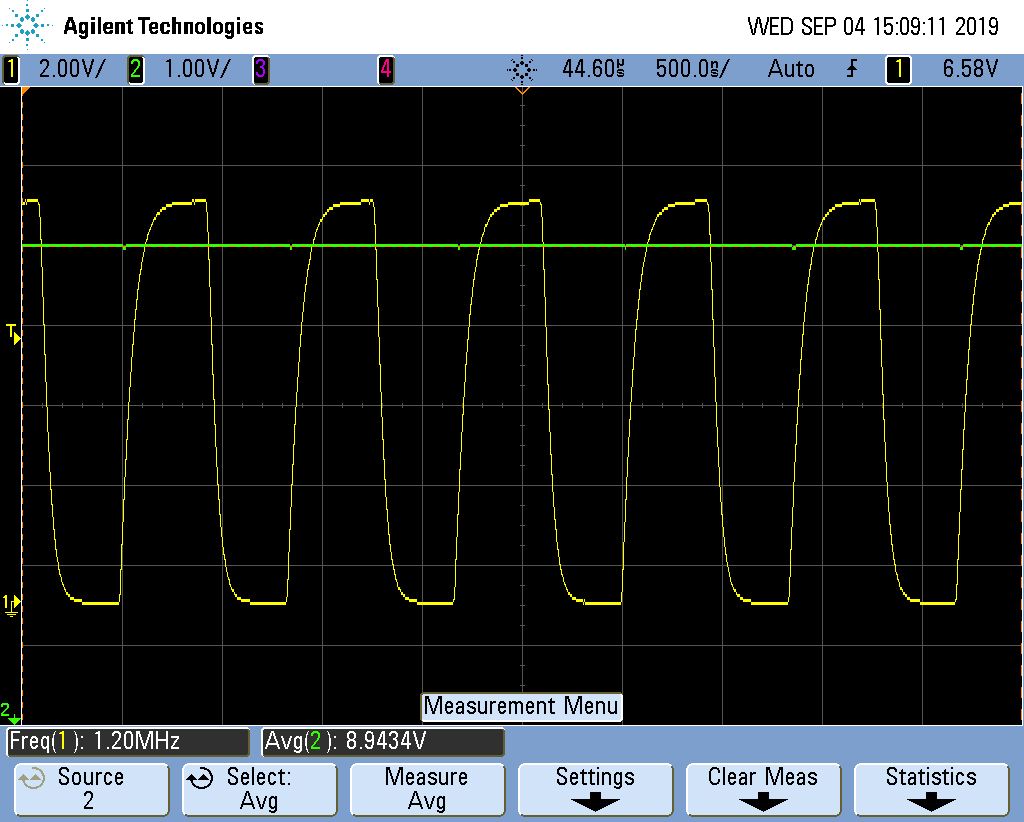 Agilent Technologies WED SEP 04 15:09:11 2019
1 2.00V/ 2 1.00V/ 3 4 44.60µs 500.0ns/ Auto 1 6.58V
T
1
2
Measurement Menu
Freq(1): 1.20MHz Avg(2): 8.9434V
Source Select: Measure Settings Clear Meas Statistics
2 Avg Avg